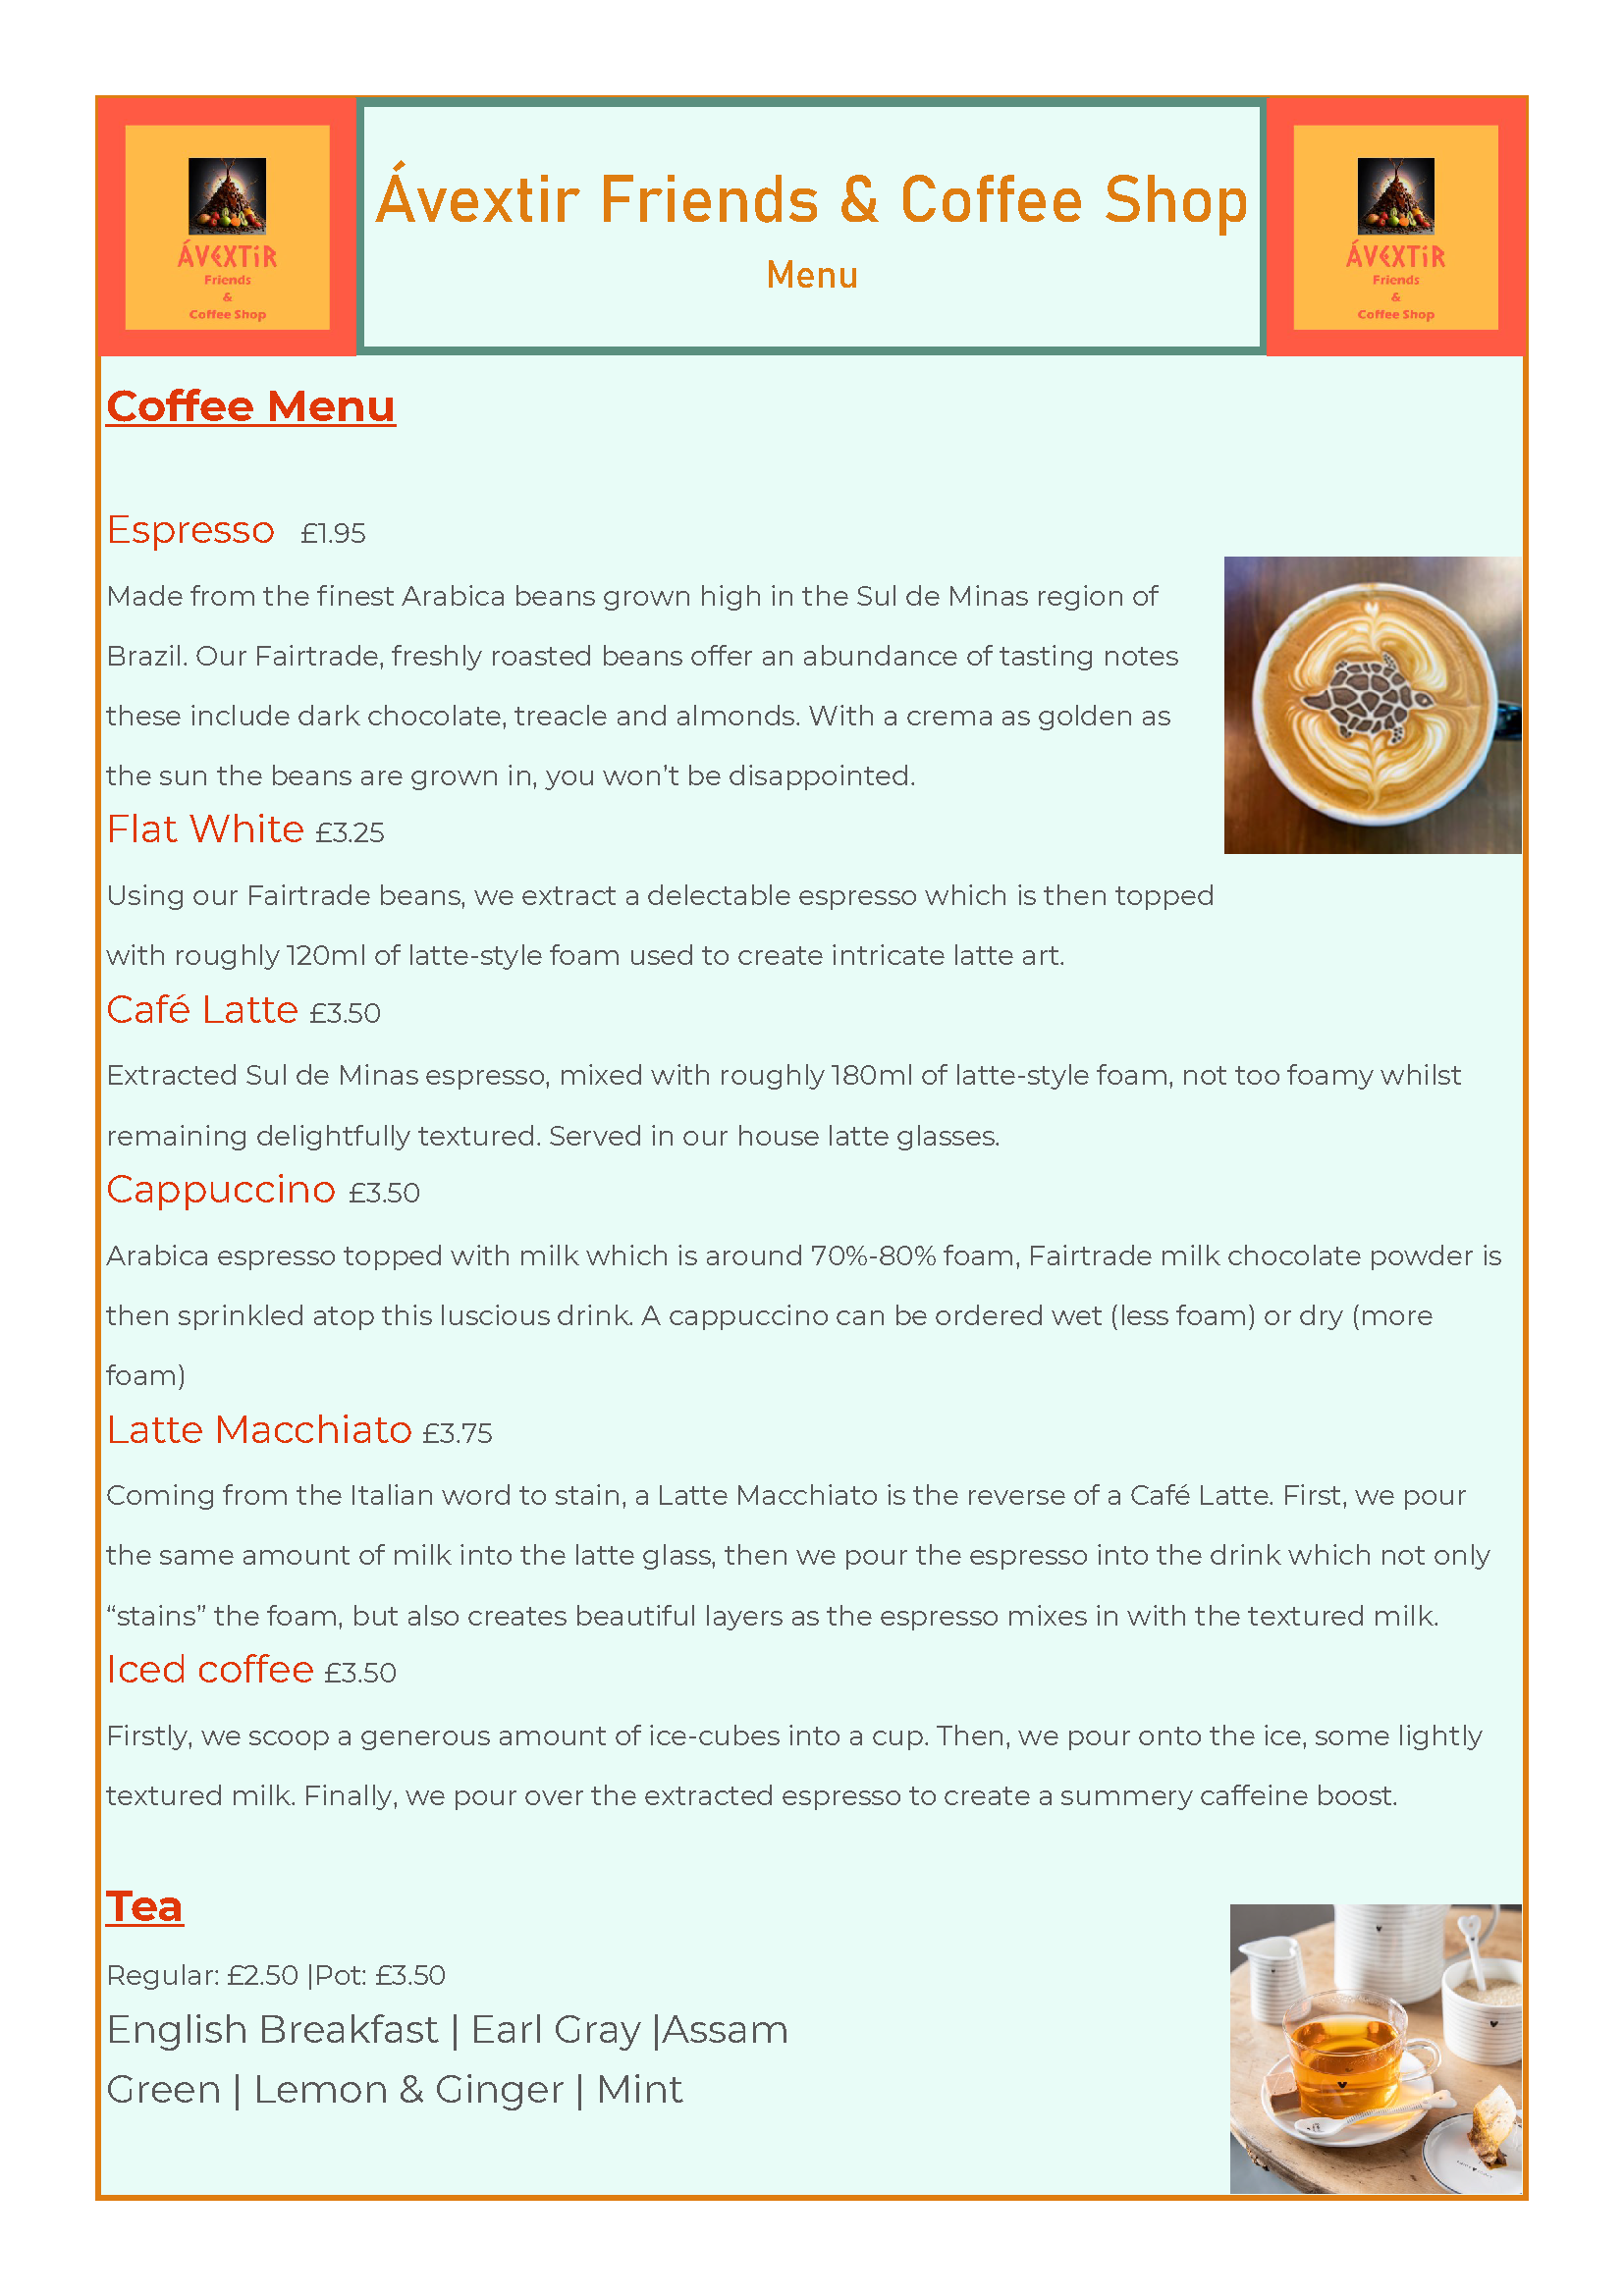 ÁVEXTiR
Friends
&
Coffee Shop
Ávextir Friends & Coffee Shop
Menu
ÁVEXTiR
Friends
&
Coffee Shop
Coffee Menu
Espresso £1.95
Made from the finest Arabica beans grown high in the Sul de Minas region of
Brazil. Our Fairtrade, freshly roasted beans offer an abundance of tasting notes
these include dark chocolate, treacle and almonds. With a crema as golden as
the sun the beans are grown in, you won’t be disappointed.
Flat White £3.25
Using our Fairtrade beans, we extract a delectable espresso which is then topped
with roughly 120ml of latte-style foam used to create intricate latte art.
Café Latte £3.50
Extracted Sul de Minas espresso, mixed with roughly 180ml of latte-style foam, not too foamy whilst
remaining delightfully textured. Served in our house latte glasses.
Cappuccino £3.50
Arabica espresso topped with milk which is around 70%-80% foam, Fairtrade milk chocolate powder is
then sprinkled atop this luscious drink. A cappuccino can be ordered wet (less foam) or dry (more
foam)
Latte Macchiato £3.75
Coming from the Italian word to stain, a Latte Macchiato is the reverse of a Café Latte. First, we pour
the same amount of milk into the latte glass, then we pour the espresso into the drink which not only
“stains” the foam, but also creates beautiful layers as the espresso mixes in with the textured milk.
Iced coffee £3.50
Firstly, we scoop a generous amount of ice-cubes into a cup. Then, we pour onto the ice, some lightly
textured milk. Finally, we pour over the extracted espresso to create a summery caffeine boost.
Tea
Regular: £2.50 |Pot: £3.50
English Breakfast | Earl Gray |Assam
Green | Lemon & Ginger | Mint